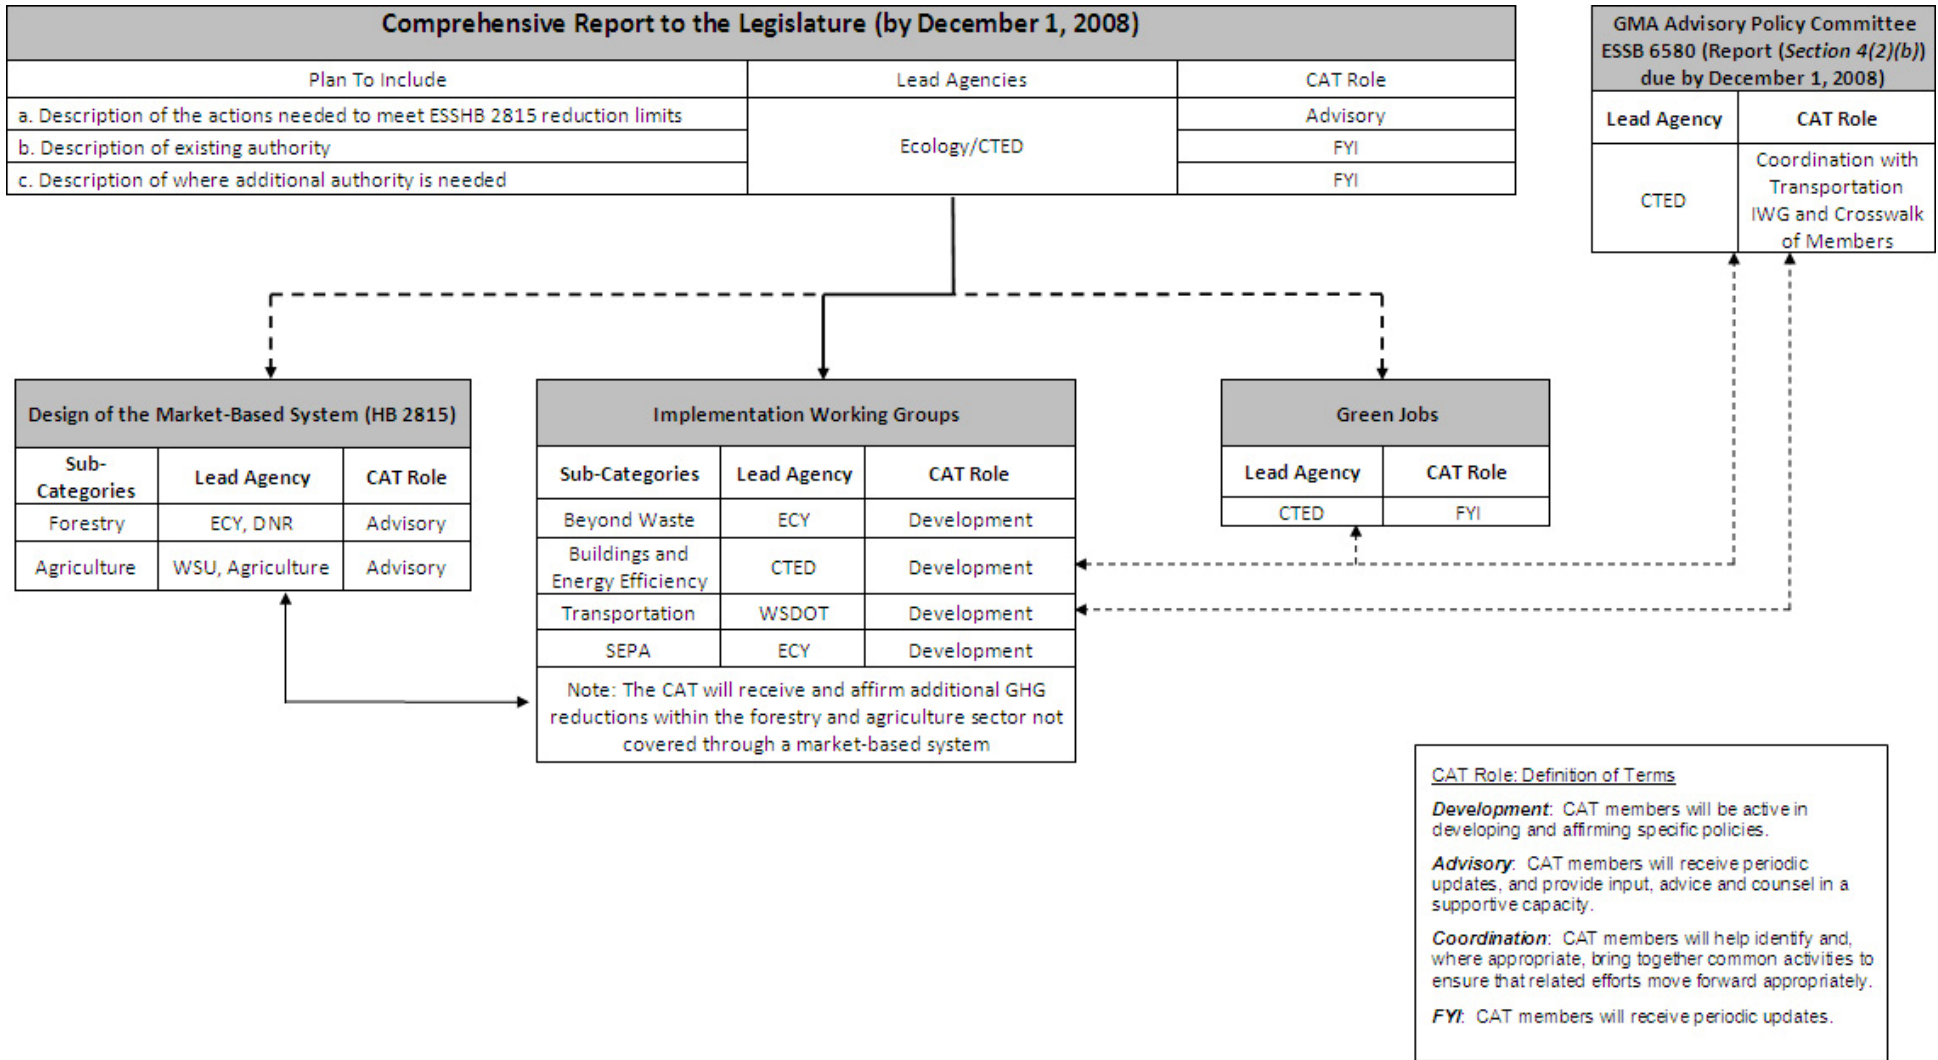 Comprehensive Report to the Legislature (by December 1, 2008)
Plan To Include
Lead Agencies
CAT Role
a. Description of the actions needed to meet ESSHB 2815 reduction limits
Ecology/CTED
Advisory
b. Description of existing authority
FYI
c. Description of where additional authority is needed
FYI
GMA Advisory Policy Committee
ESSB 6580 (Report (Section 4(2)(b))
due by December 1, 2008)
Lead Agency
CAT Role
CTED
Coordination with
Transportation
IWG and Crosswalk
of Members
Design of the Market-Based System (HB 2815)
Sub-
Categories
Lead Agency
CAT Role
Forestry
ECY, DNR
Advisory
Agriculture
WSU, Agriculture
Advisory
Implementation Working Groups
Sub-Categories
Lead Agency
CAT Role
Beyond Waste
ECY
Development
Buildings and
Energy Efficiency
CTED
Development
Transportation
WSDOT
Development
SEPA
ECY
Development
Note: The CAT will receive and affirm additional GHG
reductions within the forestry and agriculture sector not
covered through a market-based system
Green Jobs
Lead Agency
CAT Role
CTED
FYI
CAT Role: Definition of Terms
Development: CAT members will be active in
developing and affirming specific policies.
Advisory: CAT members will receive periodic
updates, and provide input, advice and counsel in a
supportive capacity.
Coordination: CAT members will help identify and,
where appropriate, bring together common activities to
ensure that related efforts move forward appropriately.
FYI: CAT members will receive periodic updates.